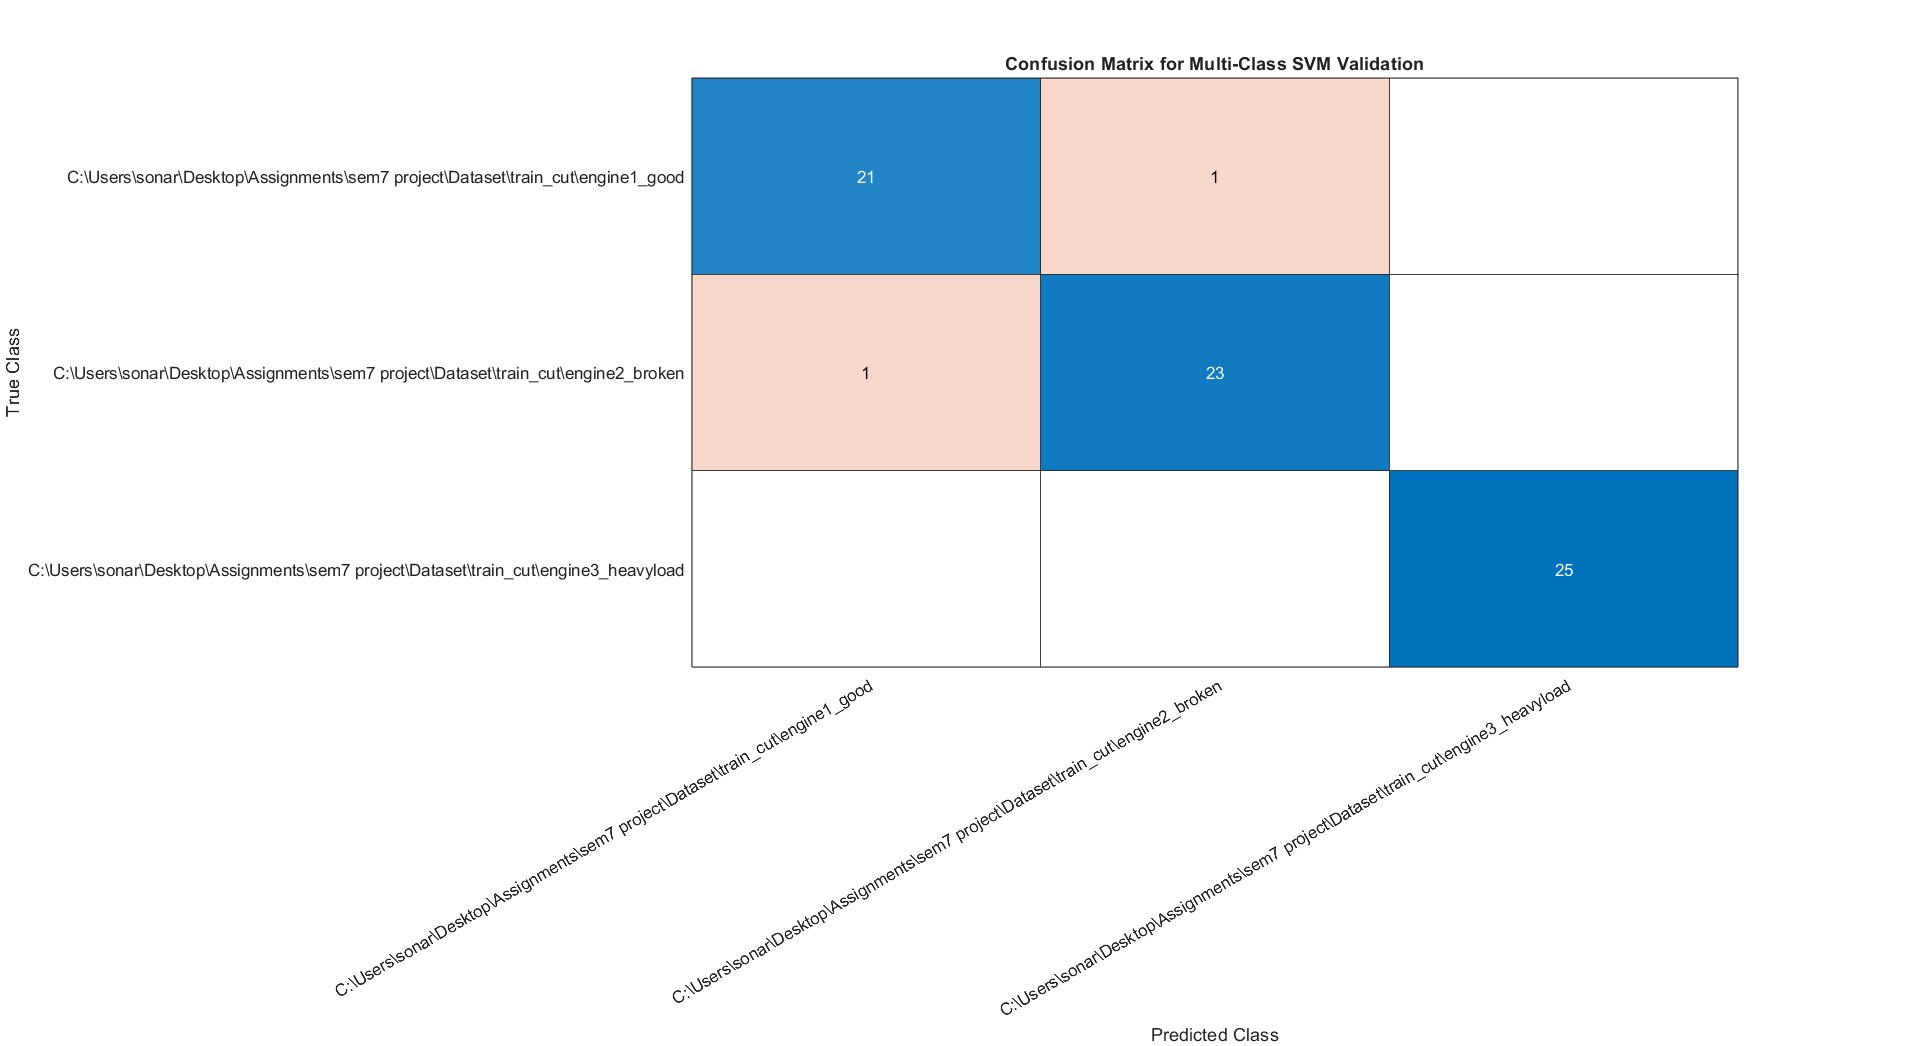 Confusion Matrix for Multi-Class SVM Validation
True Class
C:\Users\sonar\Desktop\Assignments\sem7 project\Dataset\train_cut\engine1_good
21
1
C:\Users\sonar\Desktop\Assignments\sem7 project\Dataset\train_cut\engine2_broken
1
23
C:\Users\sonar\Desktop\Assignments\sem7 project\Dataset\train_cut\engine3_heavyload
25
C:\Users\sonar\Desktop\Assignments\sem7 project\Dataset\train_cut\engine1_good
C:\Users\sonar\Desktop\Assignments\sem7 project\Dataset\train_cut\engine2_broken
C:\Users\sonar\Desktop\Assignments\sem7 project\Dataset\train_cut\engine3_heavyload
Predicted Class